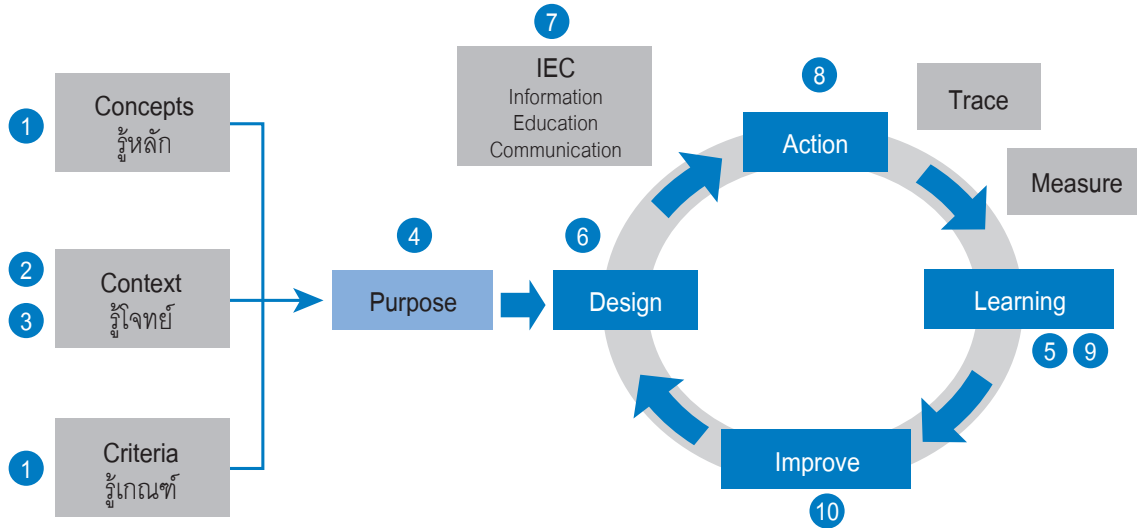 1
Concepts
รู้หลัก
2
3
Context
รู้โจทย์
1
Criteria
รู้เกณฑ์
4
Purpose
6
Design
7
IEC
Information
Education
Communication
8
Action
Trace
Measure
Learning
5 9
Improve
10